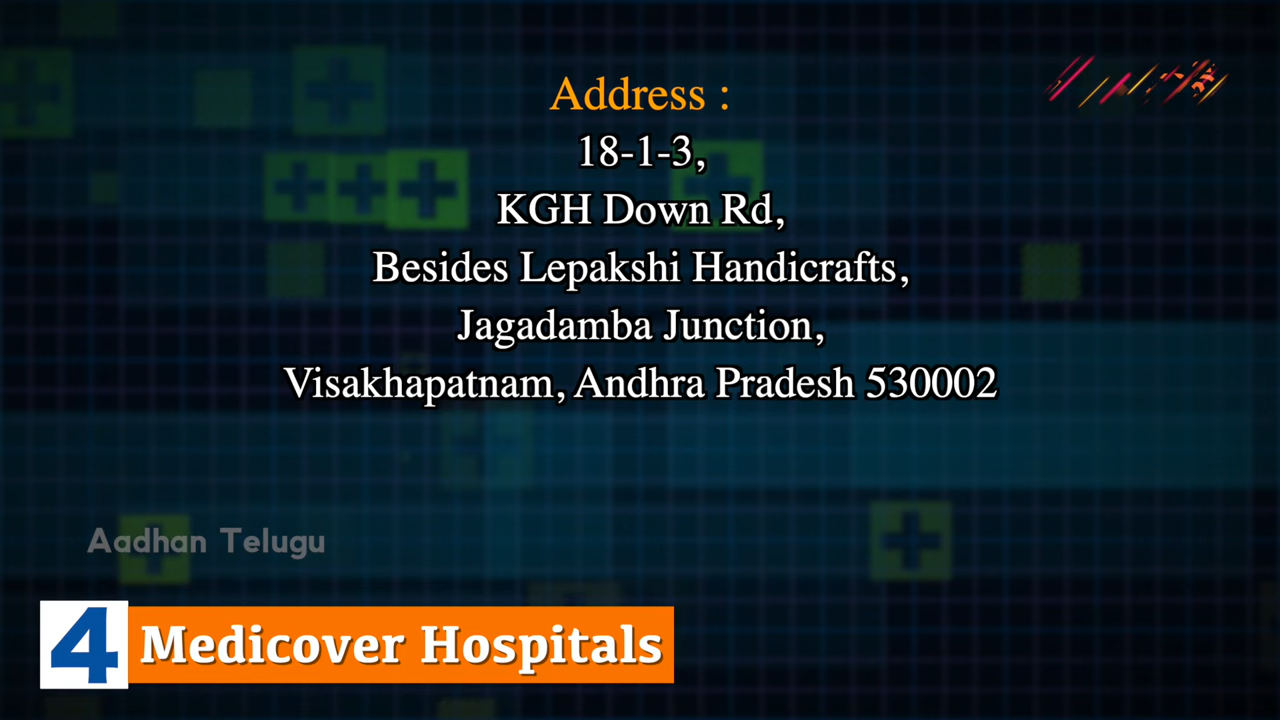 Address :
18-1-3,
KGH Down Rd,
Besides Lepakshi Handicrafts,
Jagadamba Junction,
Visakhapatnam, Andhra Pradesh 530002
Aadhan Telugu
4 Medicover Hospitals